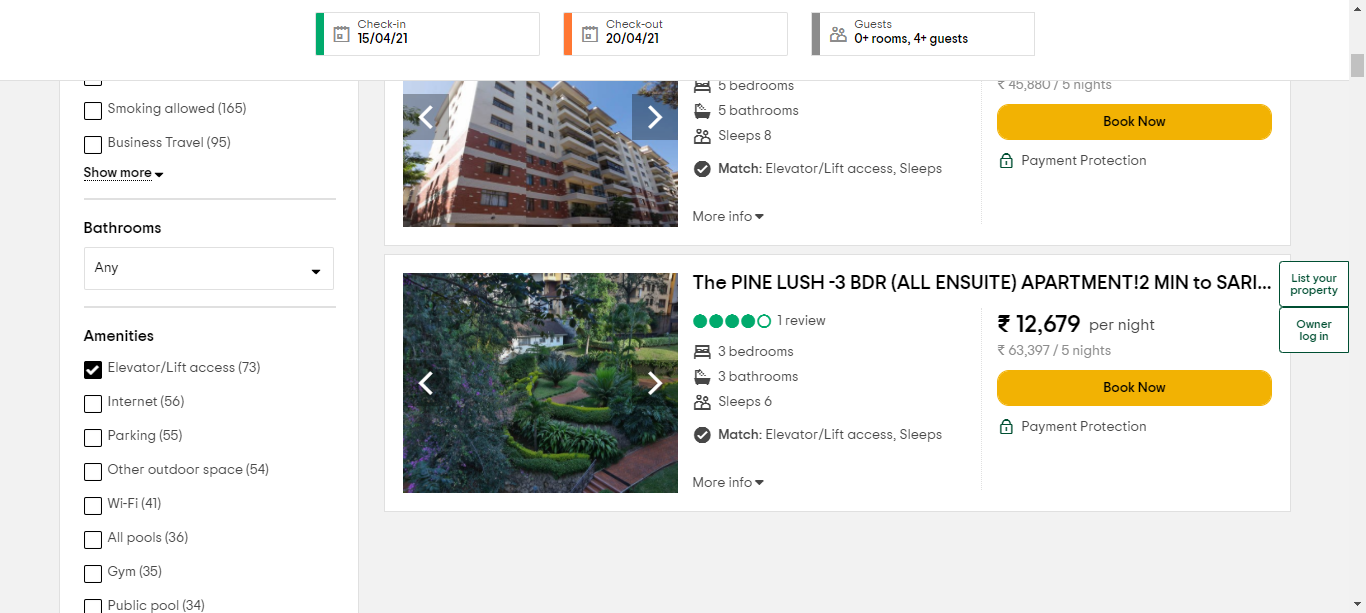 Check-in
15/04/21
Check-out
20/04/21
Guests
0+ rooms, 4+ guests
Smoking allowed (165)
Business Travel (95)
Show more
Bathrooms
Any
Amenities
Elevator/Lift access (73)
Internet (56)
Parking (55)
Other outdoor space (54)
Wi-Fi (41)
All pools (36)
Gym (35)
Public pool (34)
5 bedrooms
5 bathrooms
Sleeps 8
Match: Elevator/Lift access, Sleeps
More info
₹ 45,880 / 5 nights
Book Now
Payment Protection
The PINE LUSH -3 BDR (ALL ENSUITE) APARTMENT!2 MIN to SARI...
1 review
3 bedrooms
3 bathrooms
Sleeps 6
Match: Elevator/Lift access, Sleeps
More info
₹ 12,679 per night
₹ 63,397 / 5 nights
Book Now
Payment Protection
List your
property
Owner
log in